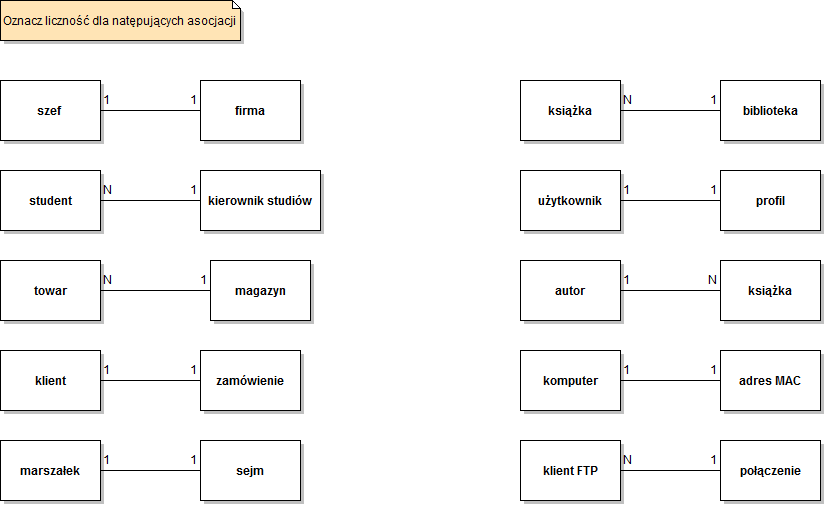 Oznacz liczność dla natępujących asocjacji
szef 1 1 firma
książka N 1 biblioteka
student N 1 kierownik studiów
użytkownik 1 1 profil
towar N 1 magazyn
autor 1 N książka
klient 1 1 zamówienie
komputer 1 1 adres MAC
marszałek 1 1 sejm
klient FTP N 1 połączenie